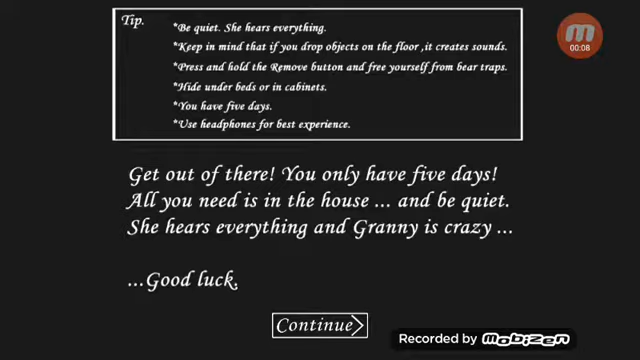 Tip.
*Be quiet. She hears everything.
*Keep in mind that if you drop objects on the floor ,it creates sounds.
*Press and hold the Remove button and free yourself from bear traps.
*Hide under beds or in cabinets.
*You have five days.
*Use headphones for best experience.
00:08
Get out of there! You only have five days!
All you need is in the house ... and be quiet.
She hears everything and Granny is crazy ...
...Good luck.
Continue
Recorded by mobizen